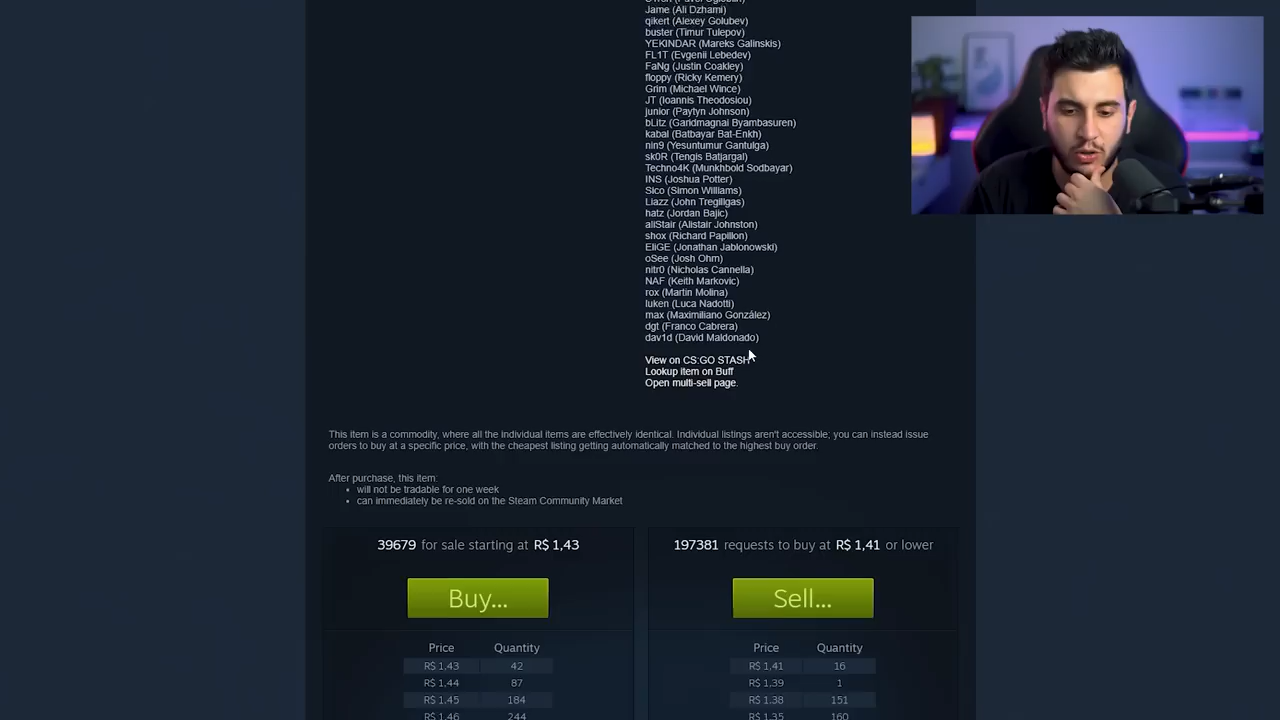 Jame (Ali Dzhami)
qikert (Alexey Golubev)
buster (Timur Tulepov)
YEKINDAR (Mareks Galinskis)
FL1T (Evgenii Lebedev)
FaNg (Justin Coakley)
floppy (Ricky Kemery)
Grim (Michael Wince)
JT (Ioannis Theodosiou)
junior (Paytyn Johnson)
bLitz (Garidmagnai Byambasuren)
kabal (Batbayar Bat-Enkh)
nin9 (Yesuntumur Gantulga)
sk0R (Tengis Batjargal)
Techno4K (Munkhbold Sodbayar)
INS (Joshua Potter)
Sico (Simon Williams)
Liazz (John Tregillgas)
hatz (Jordan Bajic)
aliStair (Alistair Johnston)
shox (Richard Papillon)
EliGE (Jonathan Jablonowski)
oSee (Josh Ohm)
nitr0 (Nicholas Cannella)
NAF (Keith Markovic)
rox (Martin Molina)
luken (Luca Nadotti)
max (Maximiliano González)
dgt (Franco Cabrera)
dav1d (David Maldonado)
View on CS:GO STASH
Lookup item on Buff
Open multi-sell page.
This item is a commodity, where all the individual items are effectively identical. Individual listings aren't accessible; you can instead issue
orders to buy at a specific price, with the cheapest listing getting automatically matched to the highest buy order.
After purchase, this item:
• will not be tradable for one week
• can immediately be re-sold on the Steam Community Market
39679 for sale starting at R$ 1,43
Buy...
Price Quantity
R$ 1,43 42
R$ 1,44 87
R$ 1,45 184
R$ 1,46 244
197381 requests to buy at R$ 1,41 or lower
Sell...
Price Quantity
R$ 1,41 16
R$ 1,39 1
R$ 1,38 151
R$ 1,35 160